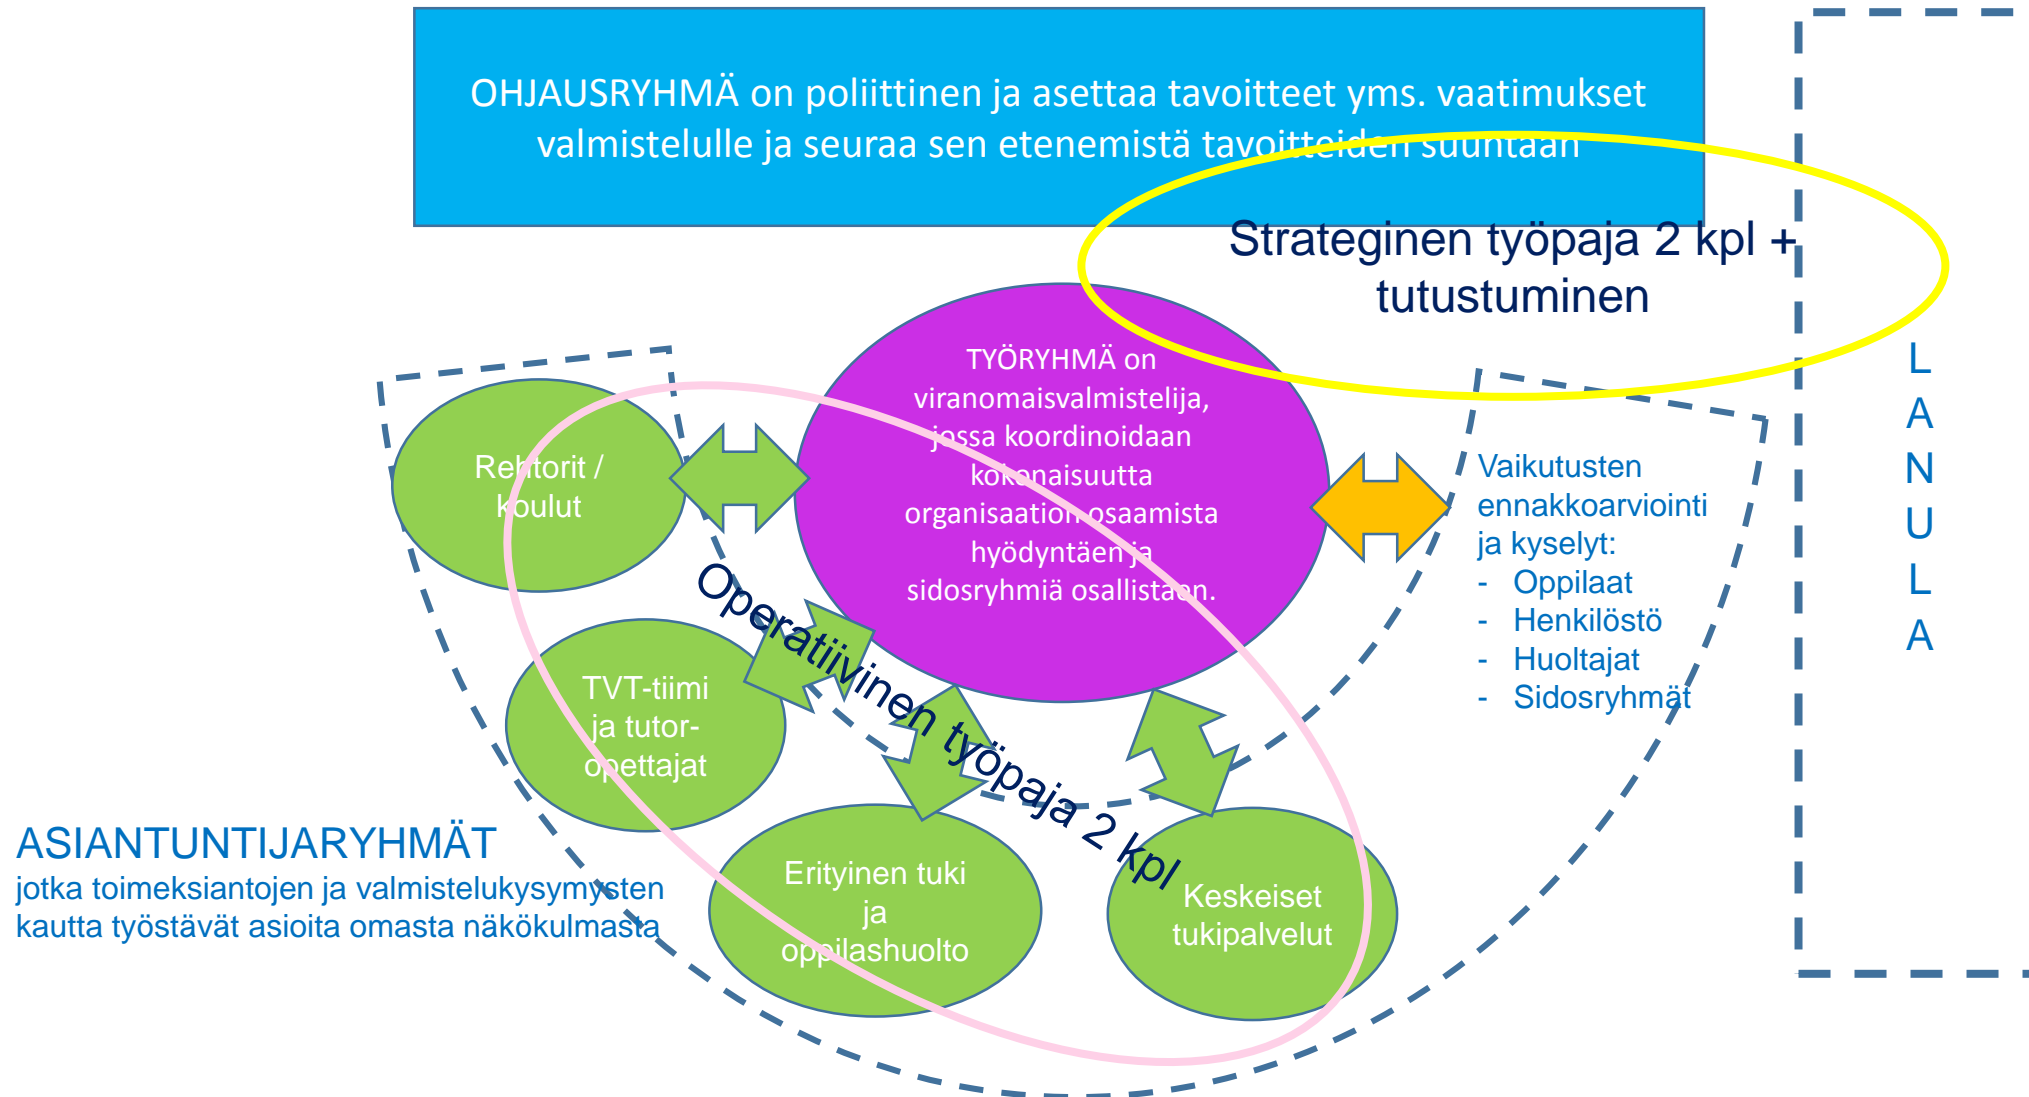 OHJAUSRYHMÄ on poliittinen ja asettaa tavoitteet yms. vaatimukset
valmistelulle ja seuraa sen etenemistä tavoitteiden suuntaan
Strateginen työpaja 2 kpl +
tutustuminen
TYÖRYHMÄ on
viranomaisvalmistelija,
jossa koordinoidaan
kokonaisuutta
organisaation osaamista
hyödyntäen ja
sidosryhmiä osallistaen.
Rehtorit /
koulut
TVT-tiimi
ja tutor-
opettajat
Erityinen tuki
ja
oppilashuolto
Keskeiset
tukipalvelut
Operatiivinen työpaja 2 kpl
Vaikutusten
ennakkoarviointi
ja kyselyt:
- Oppilaat
- Henkilöstö
- Huoltajat
- Sidosryhmät
ASIANTUNTIJARYHMÄT
jotka toimeksiantojen ja valmistelukysymysten
kautta työstävät asioita omasta näkökulmasta
L
A
N
U
L
A